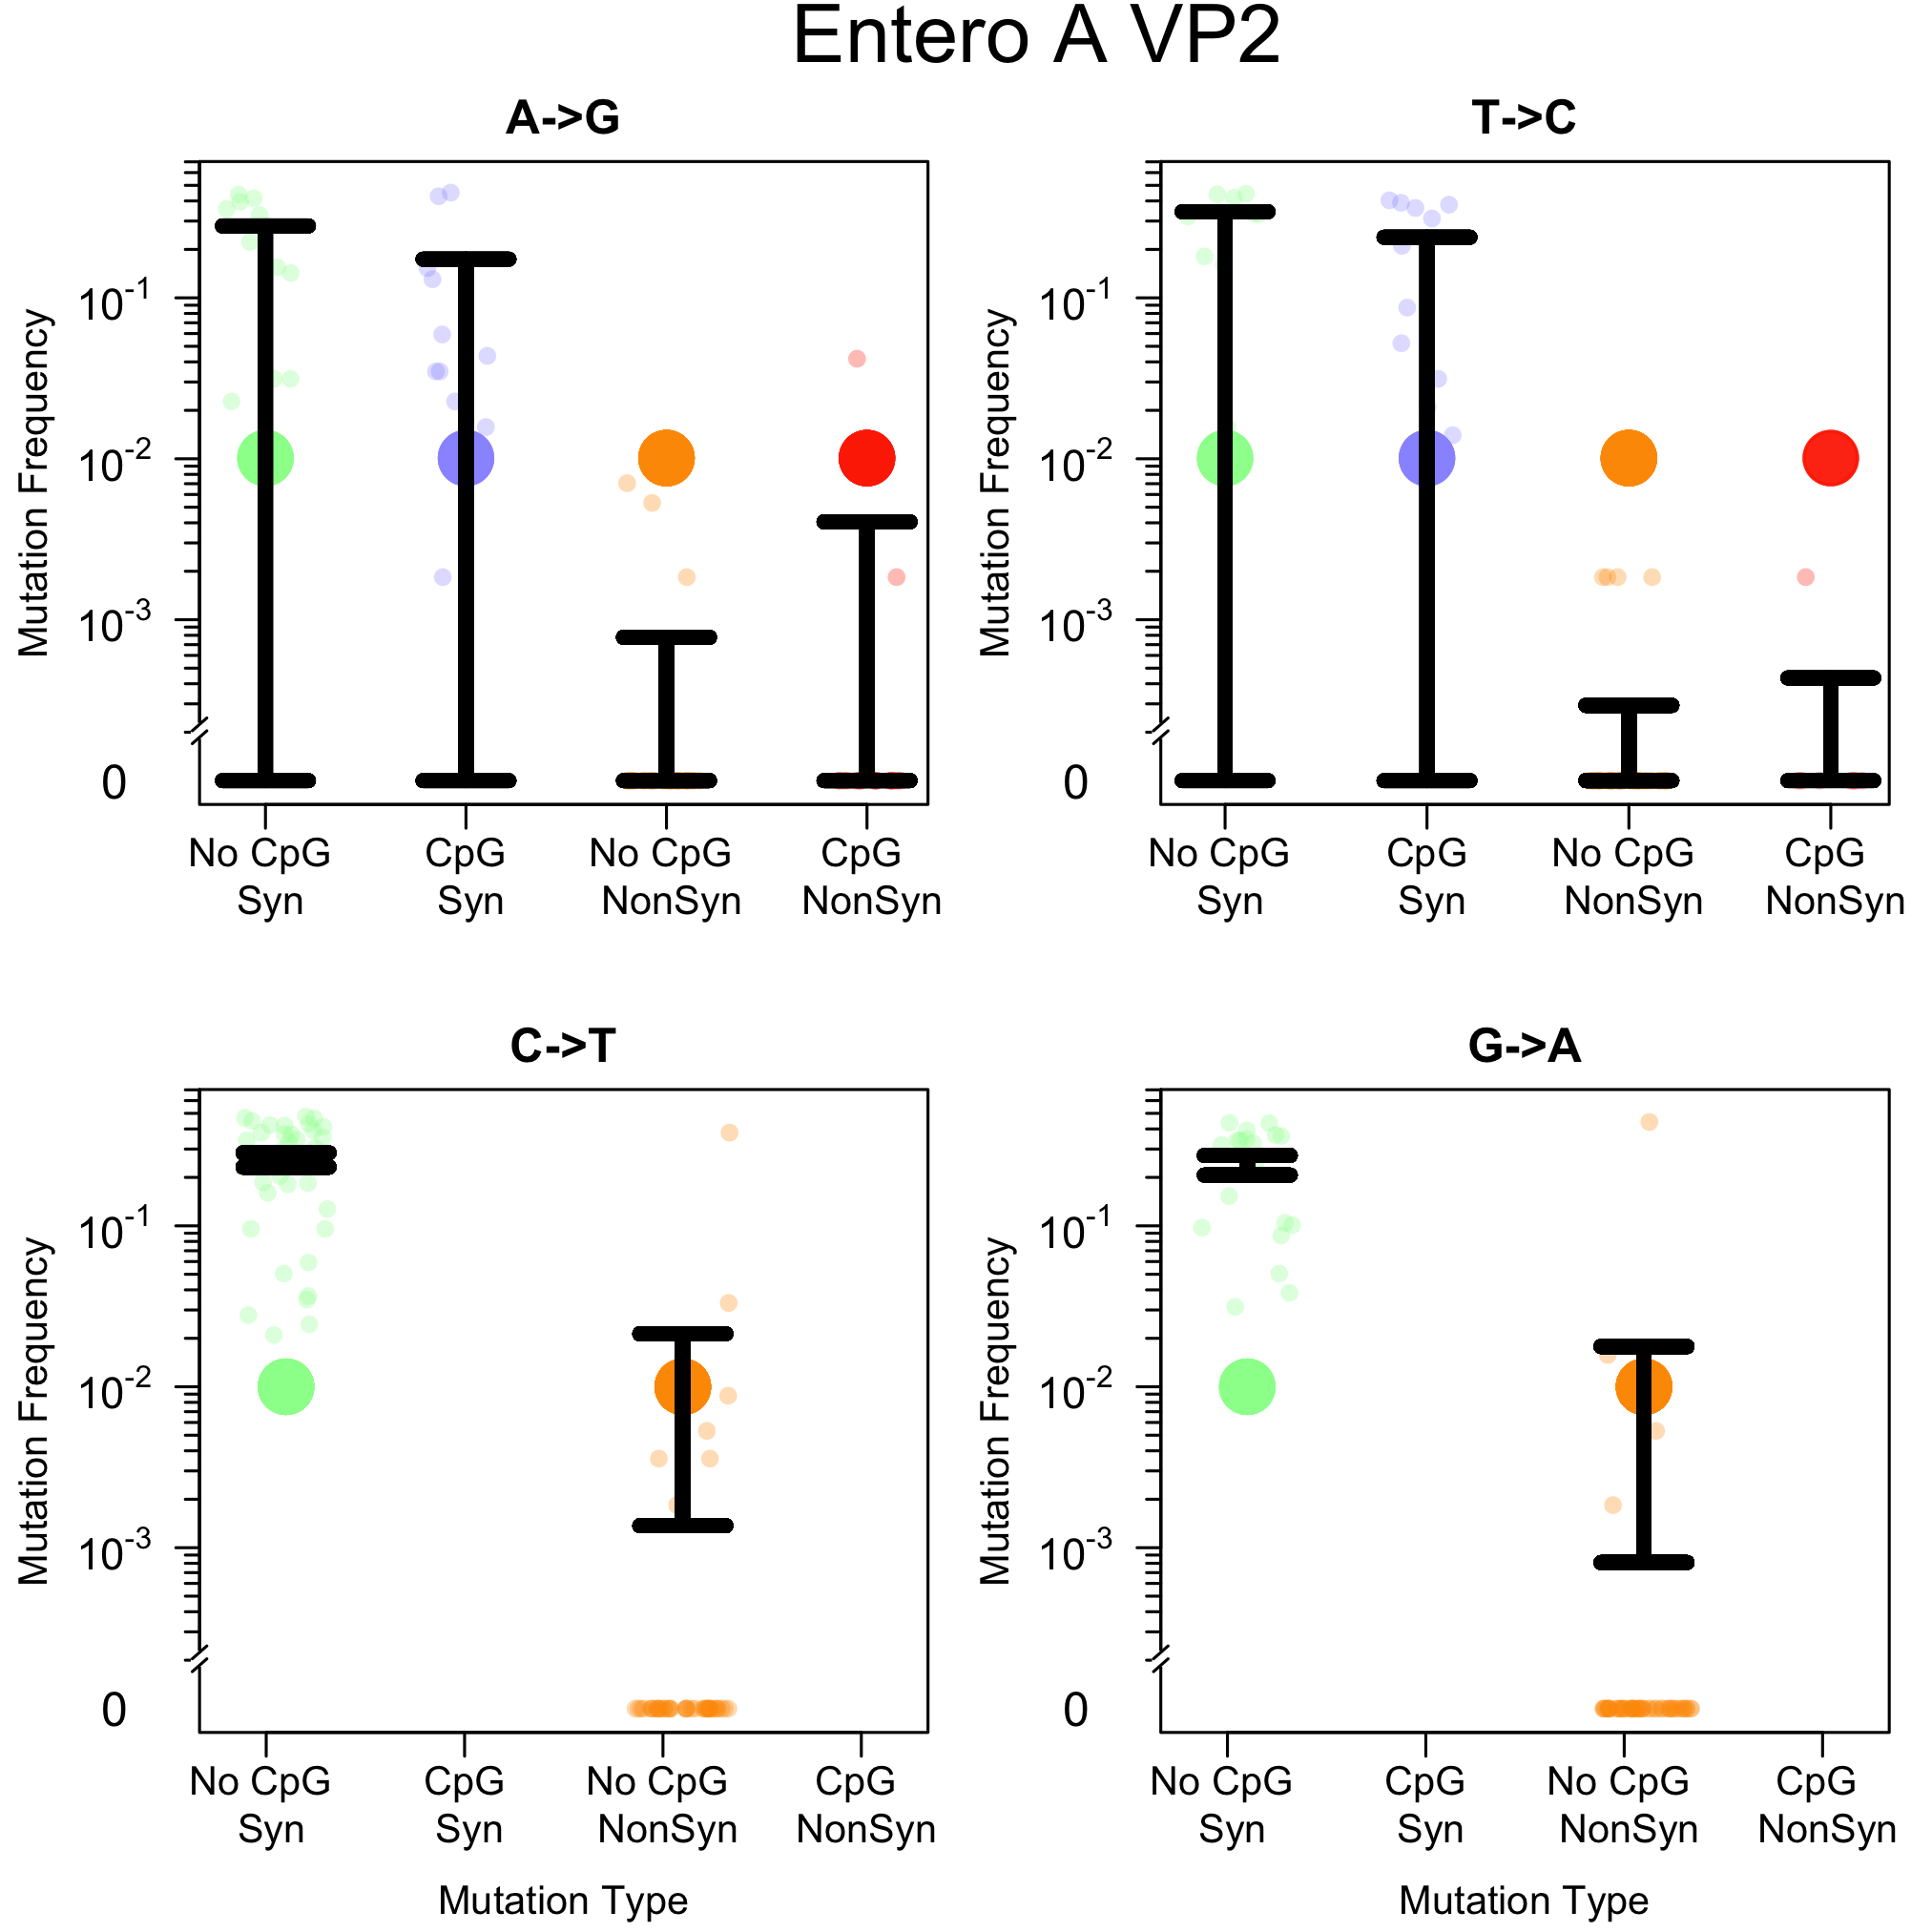 Entero A VP2
A->G
T->C
Mutation Frequency
10-1
10-2
10-3
0
No CpG CpG No CpG CpG
Syn Syn NonSyn NonSyn
Mutation Frequency
10-1
10-2
10-3
0
No CpG CpG No CpG CpG
Syn Syn NonSyn NonSyn
C->T
G->A
Mutation Frequency
10-1
10-2
10-3
0
No CpG CpG No CpG CpG
Syn Syn NonSyn NonSyn
Mutation Type
Mutation Frequency
10-1
10-2
10-3
0
No CpG CpG No CpG CpG
Syn Syn NonSyn NonSyn
Mutation Type